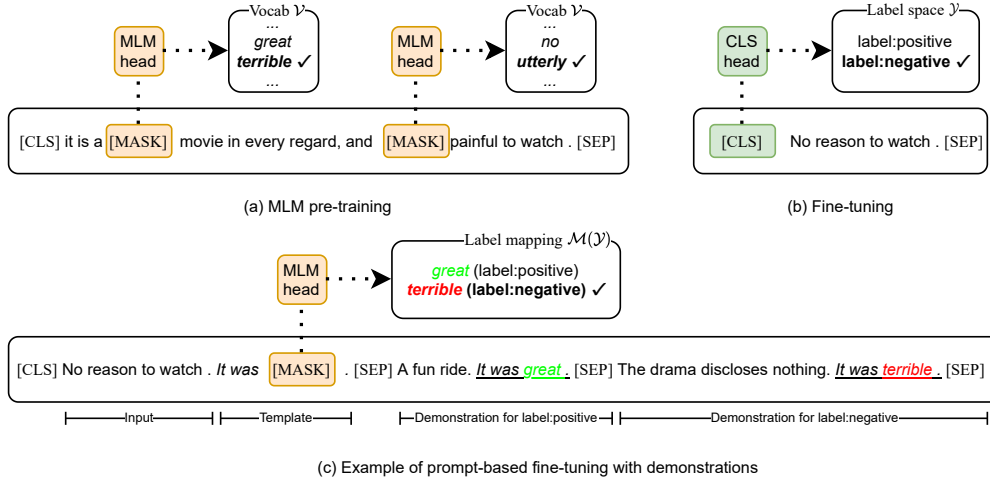 Vocab 𝒱
...
great
terrible ✓
...
MLM
head
[CLS] it is a [MASK] movie in every regard, and [MASK] painful to watch . [SEP]
Vocab 𝒱
...
no
utterly ✓
...
MLM
head
(a) MLM pre-training
Label space 𝒴
label:positive
label:negative ✓
CLS
head
[CLS] No reason to watch . [SEP]
(b) Fine-tuning
Label mapping ℳ(𝒴)
great (label:positive)
terrible (label:negative) ✓
MLM
head
[CLS] No reason to watch . It was [MASK] . [SEP] A fun ride. It was great . [SEP] The drama discloses nothing. It was terrible . [SEP]
Input Template Demonstration for label:positive Demonstration for label:negative
(c) Example of prompt-based fine-tuning with demonstrations